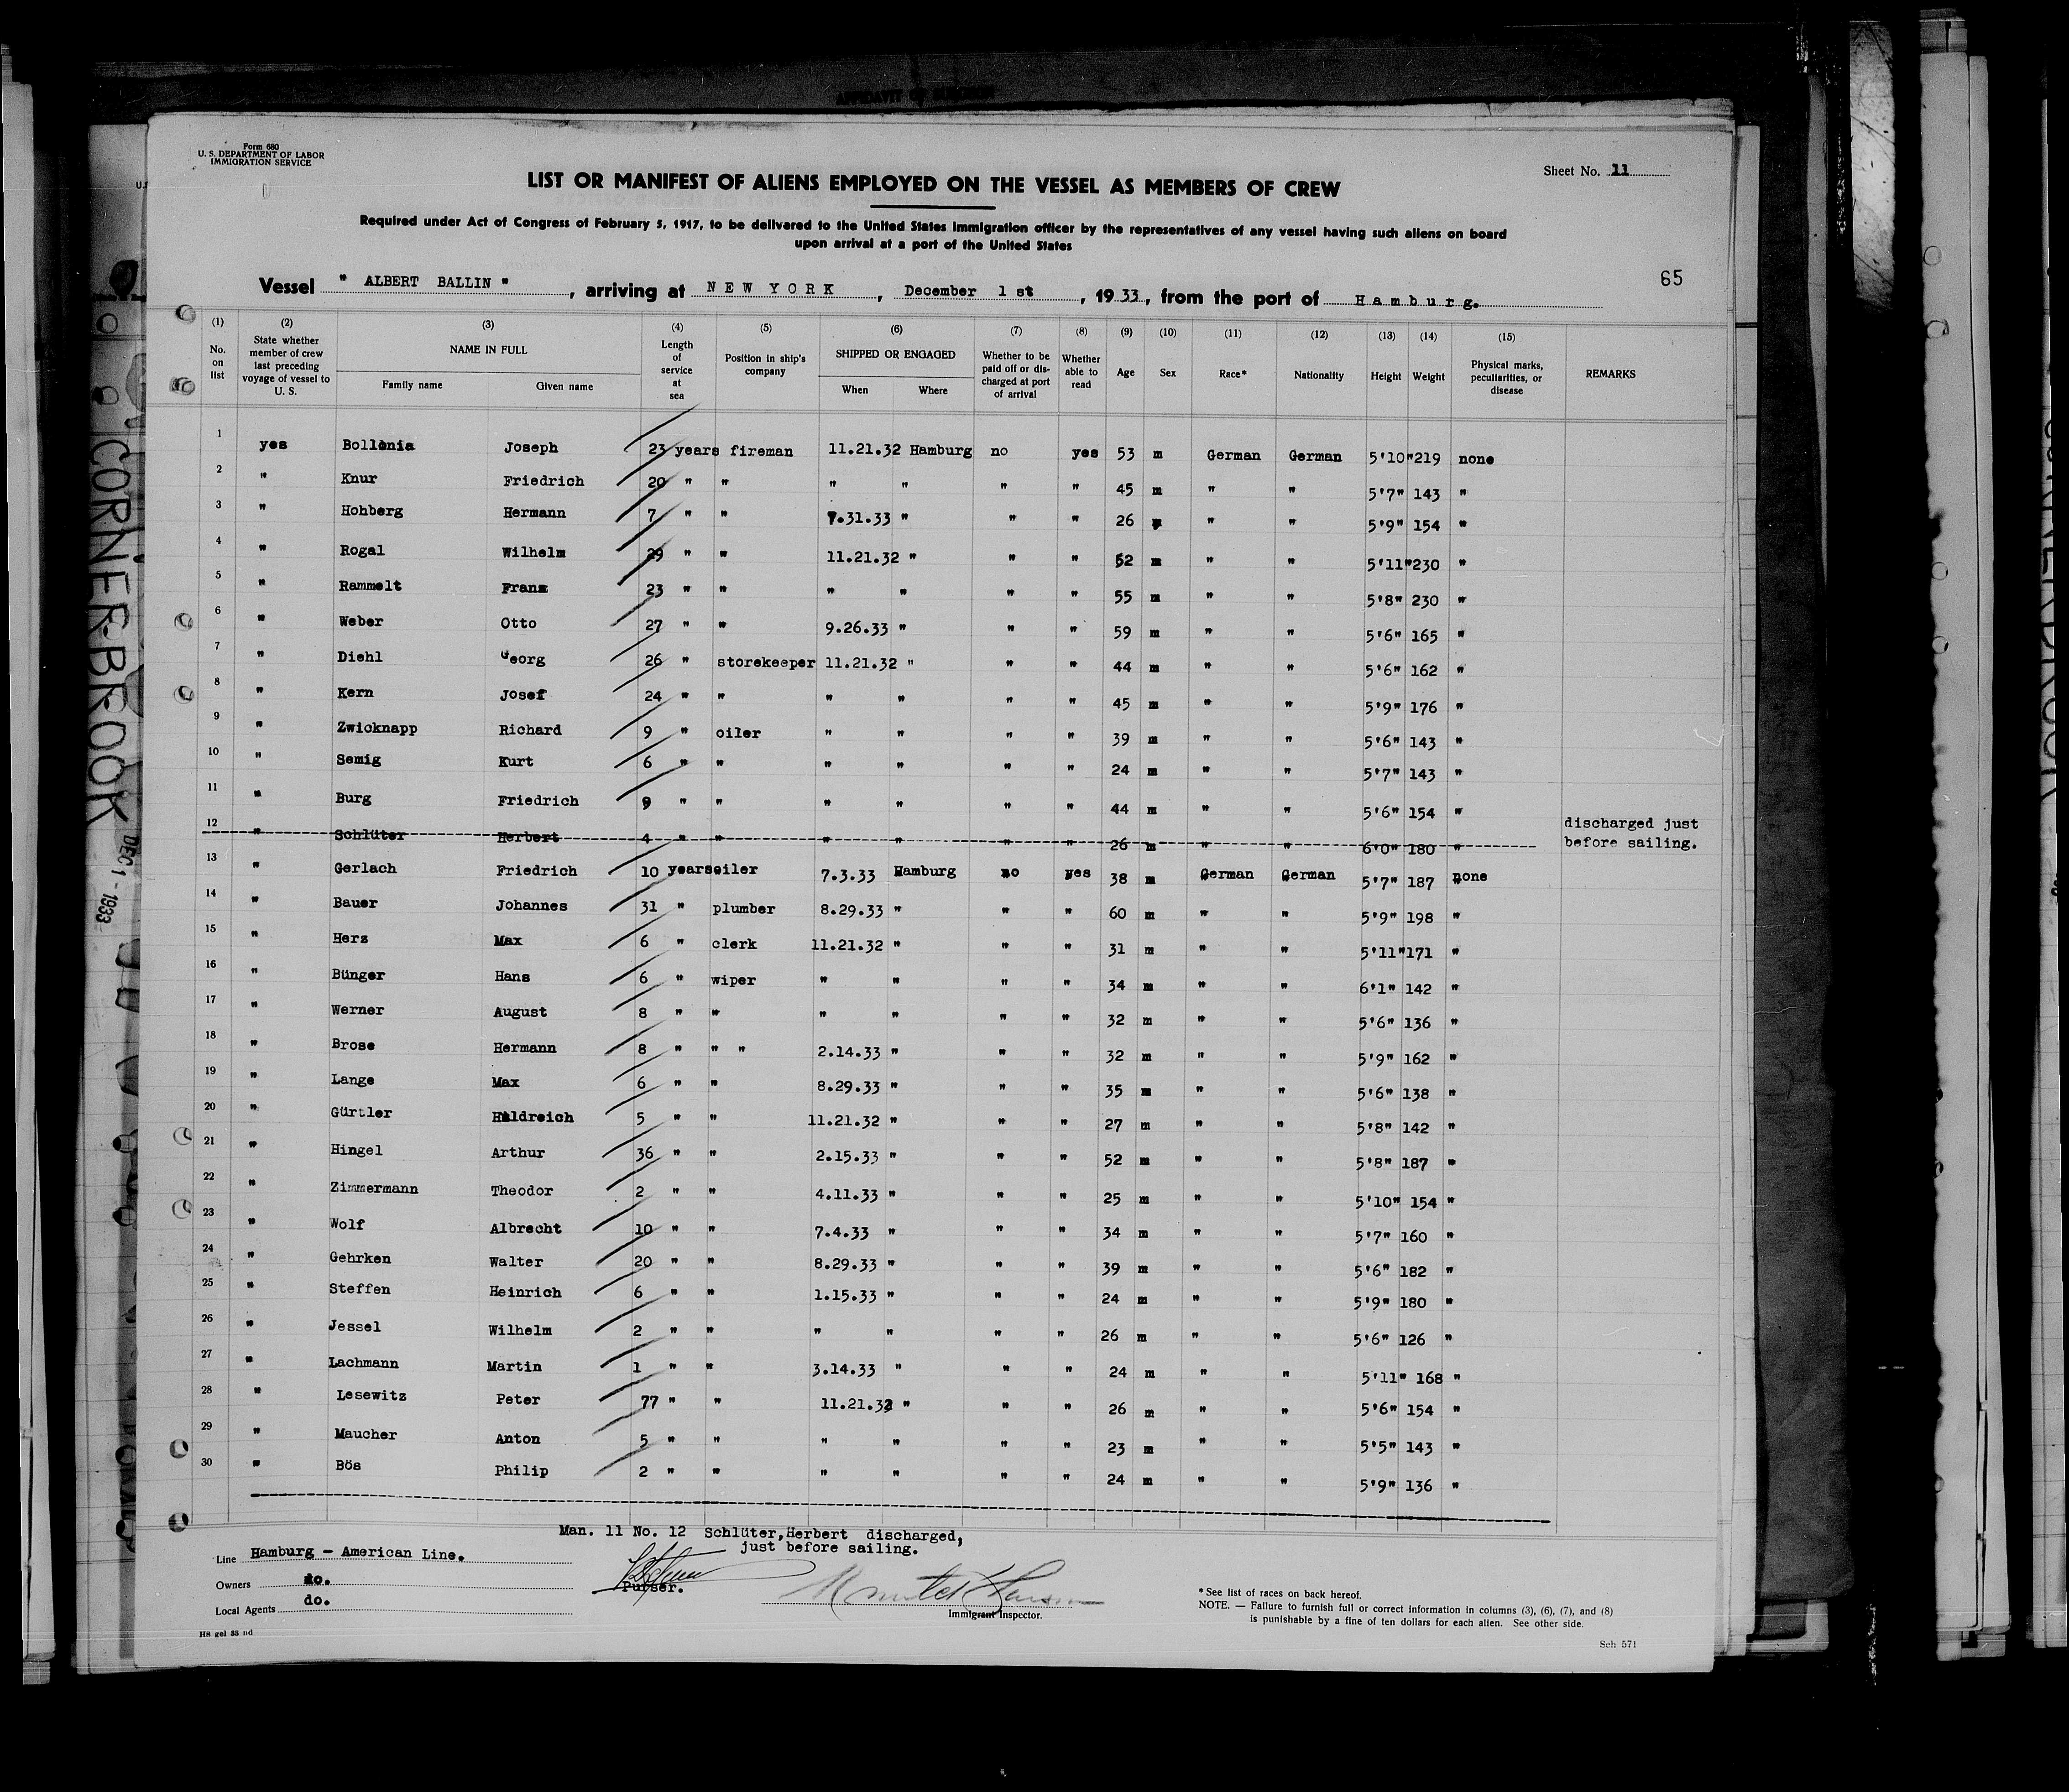 Form 680
U. S. DEPARTMENT OF LABOR
IMMIGRATION SERVICE
Sheet No. 11
LIST OR MANIFEST OF ALIENS EMPLOYED ON THE VESSEL AS MEMBERS OF CREW
Required under Act of Congress of February 5, 1917, to be delivered to the United States Immigration officer by the representatives of any vessel having such aliens on board
upon arrival at a port of the United States
65
Vessel " ALBERT BALLIN " , arriving at NEW YORK , December 1 st , 1933, from the port of Hamburg.
(1) No. on list (2) State whether member of crew last preceding voyage of vessel to U. S. (3) NAME IN FULL Family name Given name (4) Length of service at sea (5) Position in ship's company (6) SHIPPED OR ENGAGED When Where (7) Whether to be paid off or dis- charged at port of arrival (8) Whether able to read (9) Age (10) Sex (11) Race* (12) Nationality (13) Height (14) Weight (15) Physical marks, peculiarities, or disease REMARKS
1 yes Bollenia Joseph 23 years fireman 11.21.32 Hamburg no yes 53 m German German 5'10" 219 none
2 " Knur Friedrich 20 " " " " " " 45 m " " 5'7" 143 "
3 " Hohberg Hermann 7 " " 7.31.33 " " " 26 m " " 5'9" 154 "
4 " Rogal Wilhelm 29 " " 11.21.32 " " " 52 m " " 5'11" 230 "
5 " Rammelt Franz 23 " " " " " " 55 m " " 5'8" 230 "
6 " Weber Otto 27 " " 9.26.33 " " " 59 m " " 5'6" 165 "
7 " Diehl Georg 26 " storekeeper 11.21.32 " " " 44 m " " 5'6" 162 "
8 " Kern Josef 24 " " " " " " 45 m " " 5'9" 176 "
9 " Zwicknapp Richard 9 " oiler " " " " 39 m " " 5'6" 143 "
10 " Semig Kurt 6 " " " " " " 24 m " " 5'7" 143 "
11 " Burg Friedrich 9 " " " " " " 44 m " " 5'6" 154 "
12 " Schlüter Herbert 4 " " " " " " 26 m " " 6'0" 180 " discharged just before sailing.
13 " Gerlach Friedrich 10 years oiler 7.3.33 Hamburg no yes 38 m German German 5'7" 187 none
14 " Bauer Johannes 31 " plumber 8.29.33 " " " 60 m " " 5'9" 198 "
15 " Herz Max 6 " clerk 11.21.32 " " " 31 m " " 5'11" 171 "
16 " Bünger Hans 6 " wiper " " " " 34 m " " 6'1" 142 "
17 " Werner August 8 " " " " " " 32 m " " 5'6" 136 "
18 " Brose Hermann 8 " " " 2.14.33 " " " 32 m " " 5'9" 162 "
19 " Lange Max 6 " " 8.29.33 " " " 35 m " " 5'6" 138 "
20 " Gürtler 5 " " 11.21.32 " " " 27 m " " 5'8" 142 "
21 " Hingel Arthur 36 " " 2.15.33 " " " 52 m " " 5'8" 187 "
22 " Zimmermann Theodor 2 " " 4.11.33 " " " 25 m " " 5'10" 154 "
23 " Wolf Albrecht 10 " " 7.4.33 " " " 34 m " " 5'7" 160 "
24 " Gehrken Walter 20 " " 8.29.33 " " " 39 m " " 5'6" 182 "
25 " Steffen Heinrich 6 " " 1.15.33 " " " 24 m " " 5'9" 180 "
26 " Jessel Wilhelm 2 " " " " " " 26 m " " 5'6" 126 "
27 " Lachmann Martin 1 " " 3.14.33 " " " 24 m " " 5'11" 168 "
28 " Lesewitz Peter 77 " " 11.21.32 " " " 26 m " " 5'6" 154 "
29 " Maucher Anton 5 " " " " " " 23 m " " 5'5" 143 "
30 " Bös Philip 2 " " " " " " 24 m " " 5'9" 136 "
Man. 11 No. 12 Schlüter,Herbert discharged,
just before sailing.
Line Hamburg - American Line.
Owners do.
Local Agents do.
Purser.
Immigrant Inspector.
* See list of races on back hereof.
NOTE. — Failure to furnish full or correct information in columns (3), (6), (7), and (8)
is punishable by a fine of ten dollars for each alien. See other side.
Sch 571
CORNER-BROOK
DEC 1 - 1933